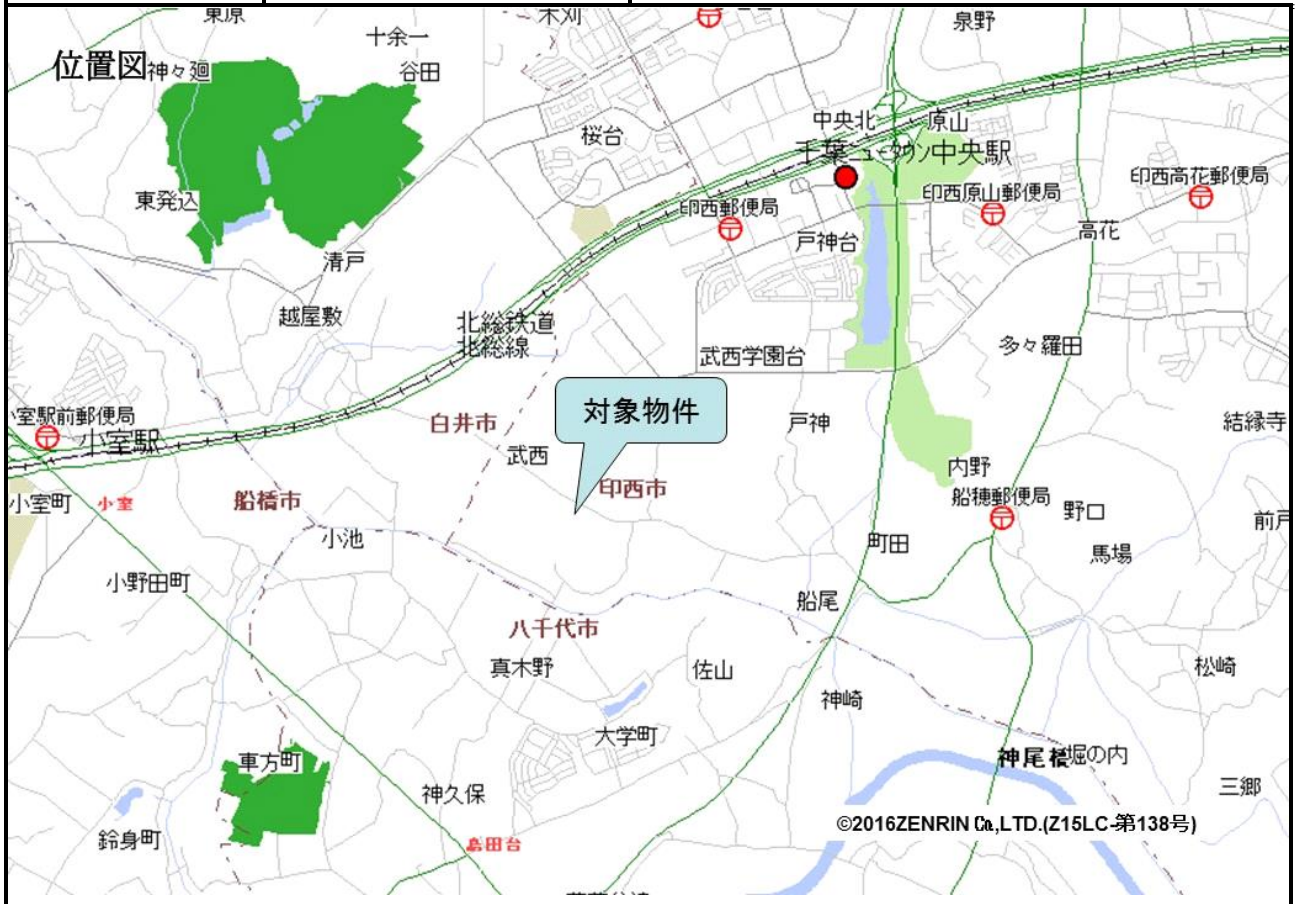 東原
木刈
泉野
十余一
位置図
神々廻
谷田
中央北
原山
桜台
千葉ニュータウン中央駅
印西高花郵便局
東発込
印西郵便局
印西原山郵便局
高花
戸神台
清戸
越屋敷
北総鉄道
北総線
武西学園台
多々羅田
対象物件
小室駅前郵便局
小室駅
白井市
武西
戸神
結縁寺
内野
印西市
船穂郵便局
小室町
小室
船橋市
野口
前戸
小池
町田
馬場
小野田町
船尾
八千代市
真木野
佐山
松崎
神崎
大学町
車方町
神尾橋
堀の内
神久保
三郷
©2016ZENRIN Co.,LTD.(Z15LC-第138号)
鈴身町
島田台